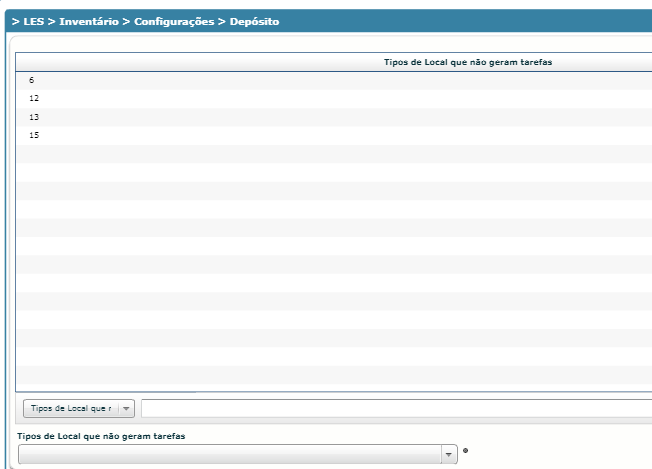 > LES > Inventário > Configurações > Depósito
Tipos de Local que não geram tarefas
6
12
13
15
Tipos de Local que r
Tipos de Local que não geram tarefas